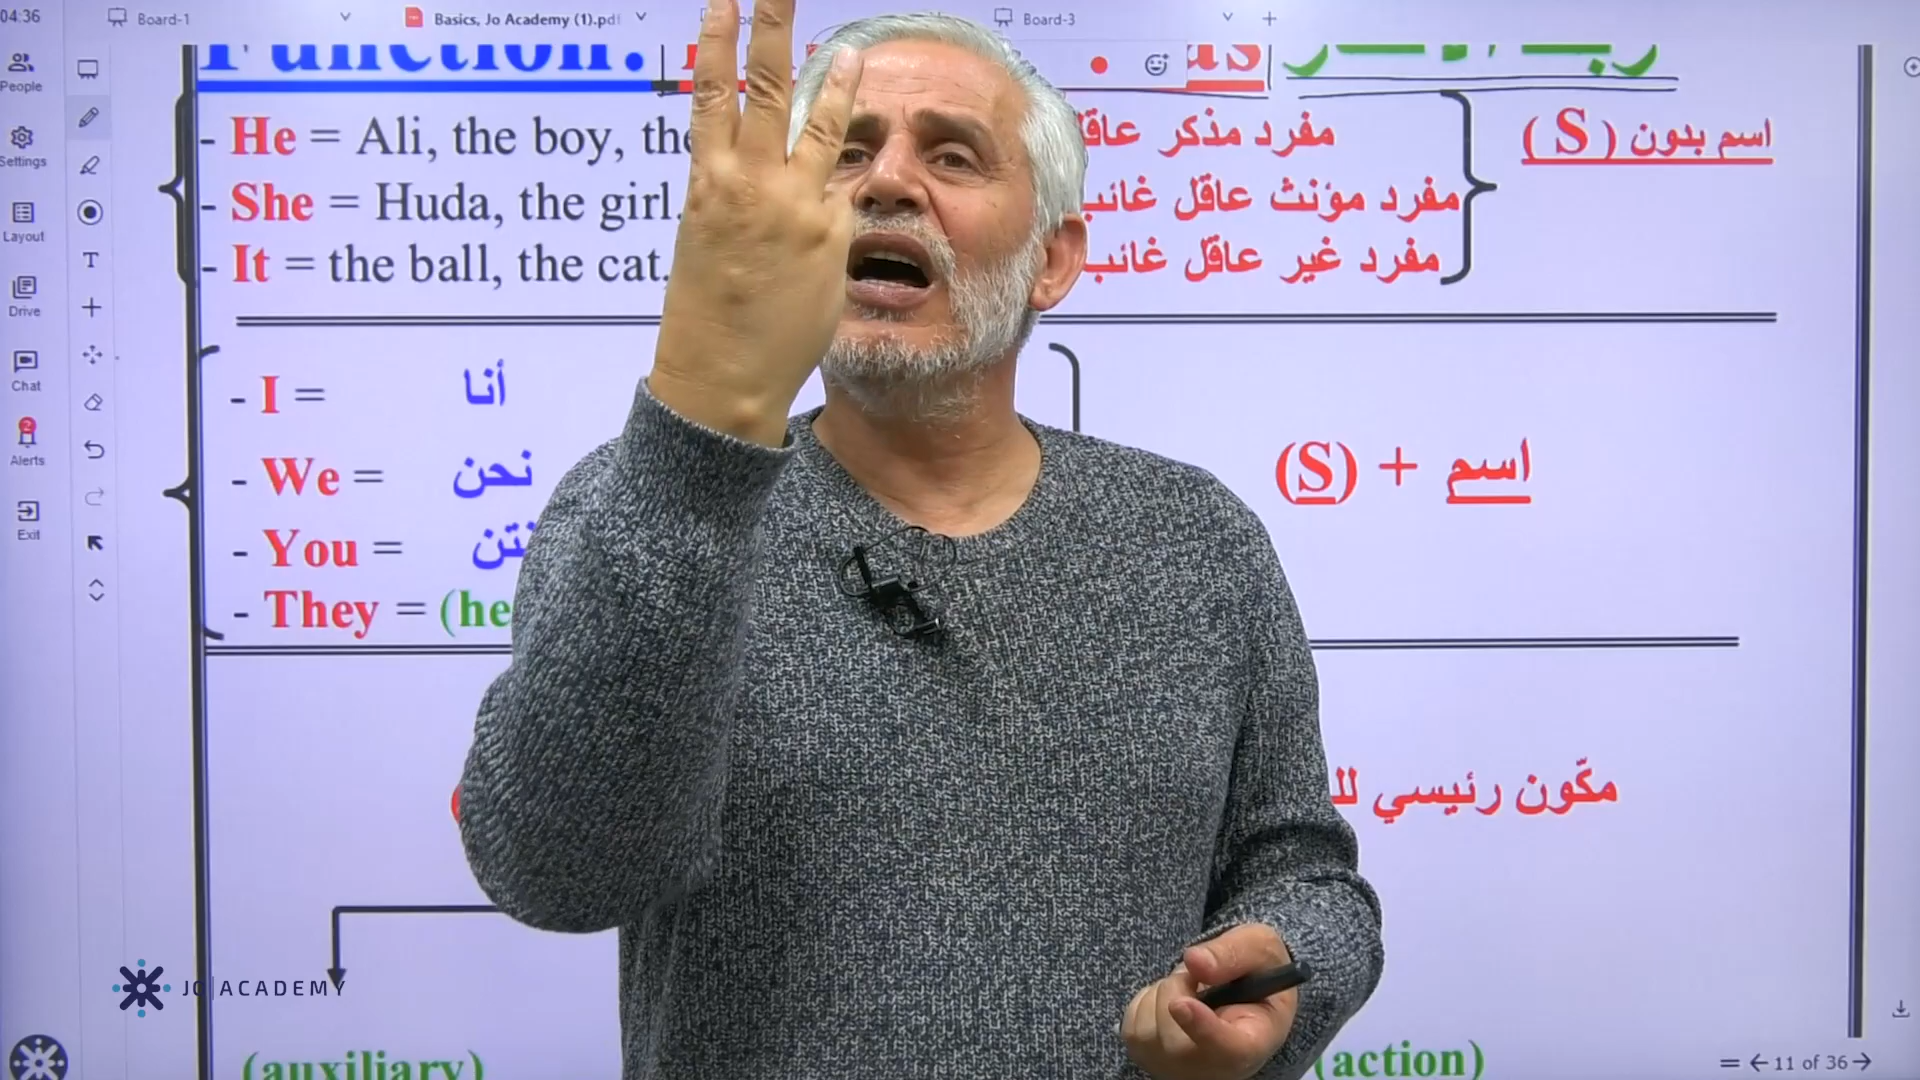 04:36
Board-1
Basics, Jo Academy (1).pdf
Board-3
People
Settings
Layout
Drive
Chat
2
Alerts
Exit
T
Function:
- He = Ali, the boy, the
مفرد مذكر
اسم بدون ( S )
- She = Huda, the girl.
مفرد مؤنث عاقل غائب
- It = the ball, the cat.
مفرد غير عاقل غائب
- I = أنا
- We = نحن
اسم + (S)
- You =
- They = (he
مكّون رئيسي
JO ACADEMY
(auxiliary)
(action)
11 of 36